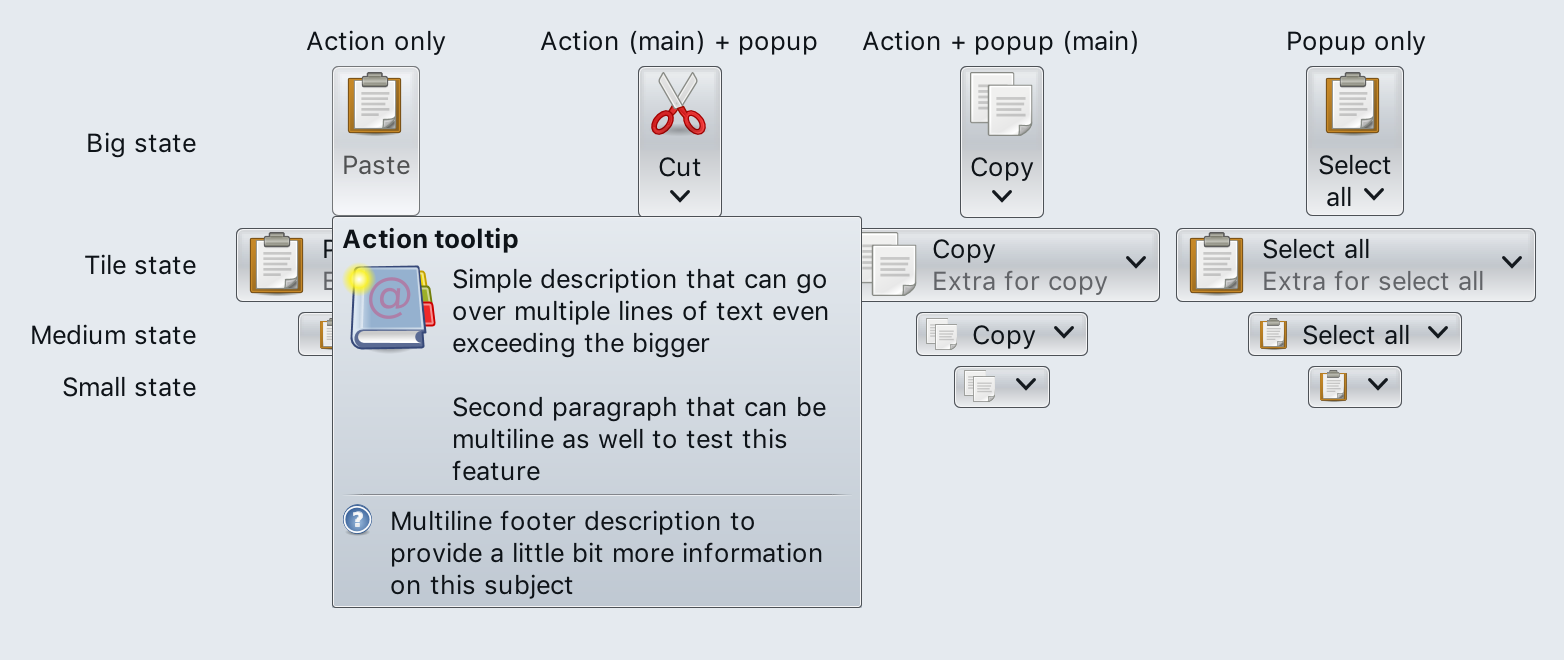 Action only
Action (main) + popup
Action + popup (main)
Popup only
Big state
Paste
Cut
Copy
Select
all
Tile state
Copy
Extra for copy
Select all
Extra for select all
Medium state
Copy
Select all
Small state
Action tooltip
Simple description that can go
over multiple lines of text even
exceeding the bigger
Second paragraph that can be
multiline as well to test this
feature
Multiline footer description to
provide a little bit more information
on this subject